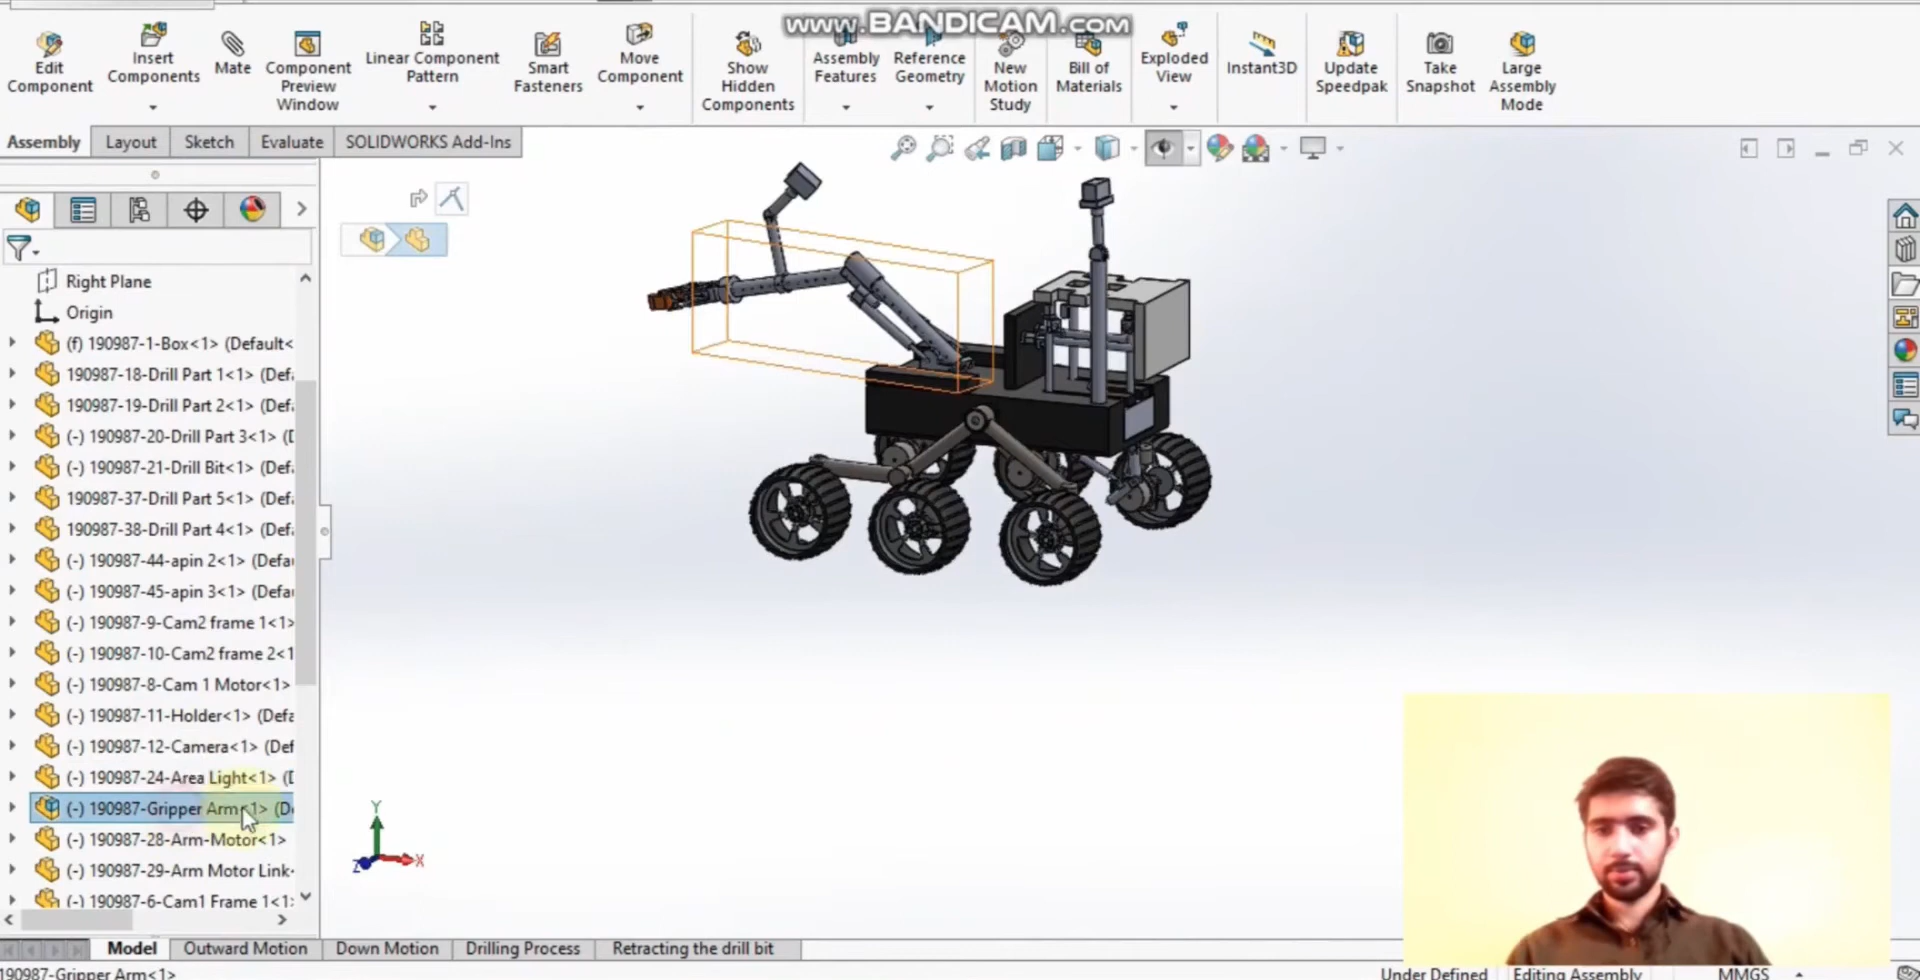 www.BANDICAM.com
Edit Component
Insert Components
Mate
Component Preview Window
Linear Component Pattern
Smart Fasteners
Move Component
Show Hidden Components
Assembly Features
Reference Geometry
New Motion Study
Bill of Materials
Exploded View
Instant3D
Update Speedpak
Take Snapshot
Large Assembly Mode
Assembly
Layout
Sketch
Evaluate
SOLIDWORKS Add-Ins
Right Plane
Origin
(f) 190987-1-Box<1> (Default<
190987-18-Drill Part 1<1> (Def
190987-19-Drill Part 2<1> (Def
(-) 190987-20-Drill Part 3<1> (D
(-) 190987-21-Drill Bit<1> (Def
190987-37-Drill Part 5<1> (Def
190987-38-Drill Part 4<1> (Def
(-) 190987-44-apin 2<1> (Defa
(-) 190987-45-apin 3<1> (Defa
(-) 190987-9-Cam2 frame 1<1>
(-) 190987-10-Cam2 frame 2<1
(-) 190987-8-Cam 1 Motor<1>
(-) 190987-11-Holder<1> (Defa
(-) 190987-12-Camera<1> (Def
(-) 190987-24-Area Light<1> (D
(-) 190987-Gripper Arm<1> (De
(-) 190987-28-Arm-Motor<1>
(-) 190987-29-Arm Motor Link<
(-) 190987-6-Cam1 Frame 1<1>
Y
Z
X
Model
Outward Motion
Down Motion
Drilling Process
Retracting the drill bit
190987-Gripper Arm<1>
Under Defined
Editing Assembly
MMGS